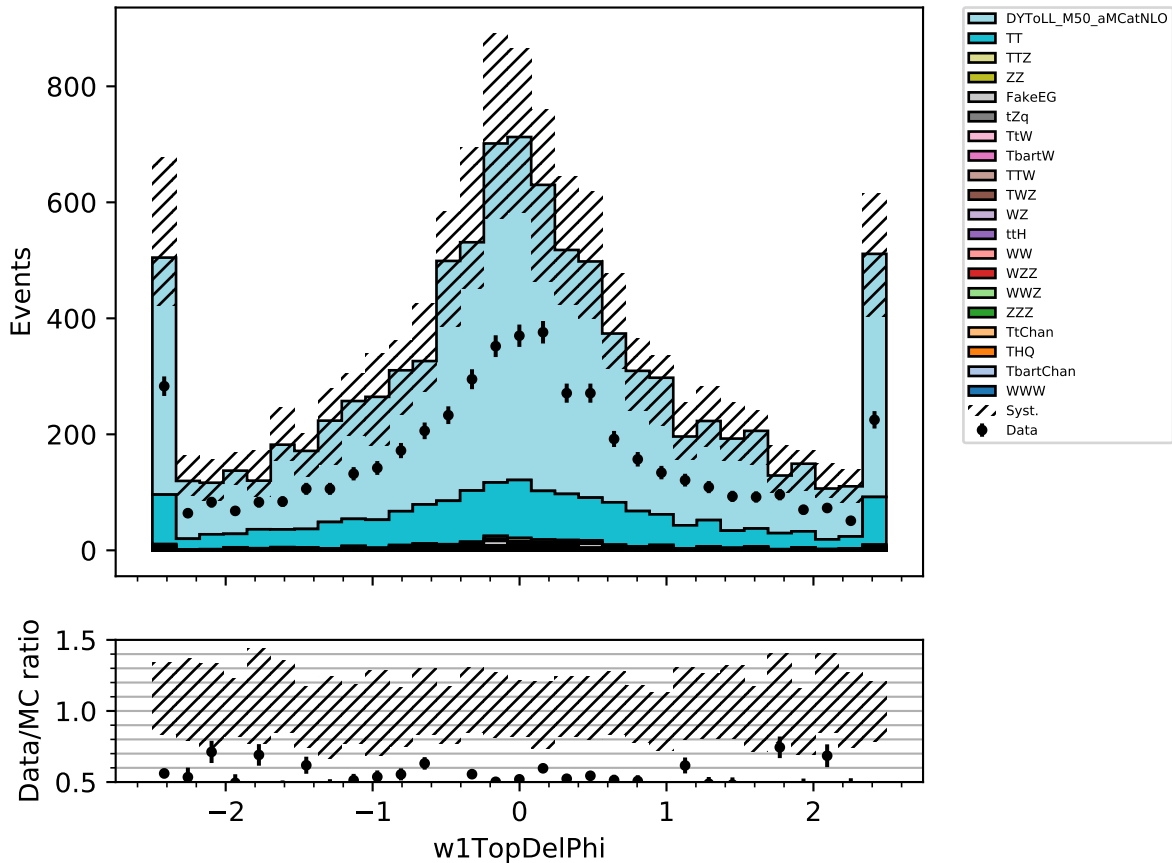 Events
800
600
400
200
0
DYToLL_M50_aMCatNLO
TT
TTZ
ZZ
FakeEG
tZq
TtW
TbartW
TTW
TWZ
WZ
ttH
WW
WZZ
WWZ
ZZZ
TtChan
THQ
TbartChan
WWW
Syst.
Data
Data/MC ratio
1.5
1.0
0.5
−2
−1
0
1
2
w1TopDelPhi